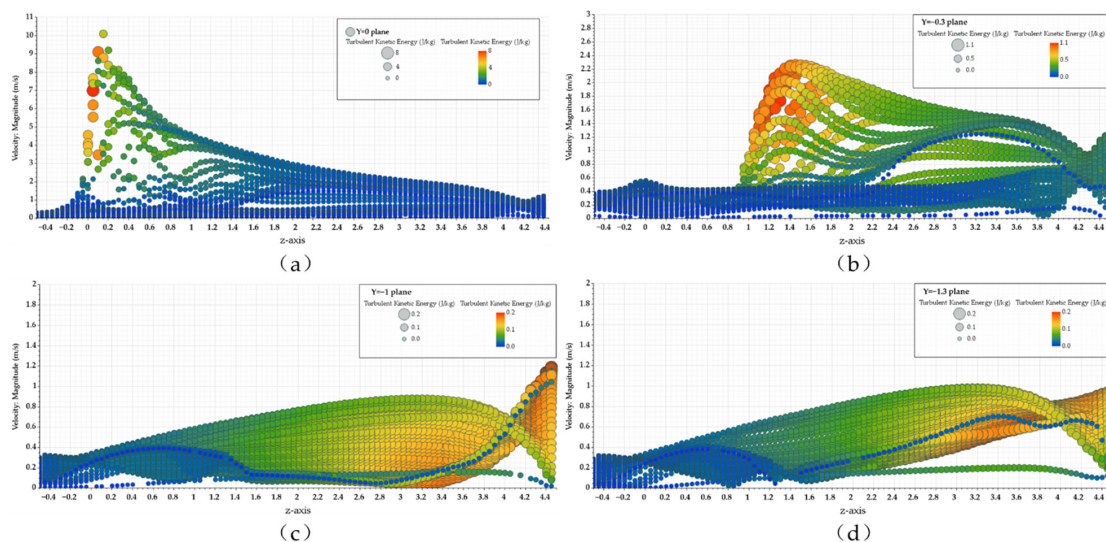 Y=0 plane
Turbulent Kinetic Energy (J/kg) Turbulent Kinetic Energy (J/kg)
8 8
4 4
0 0
Velocity: Magnitude (m/s)
11
10
9
8
7
6
5
4
3
2
1
0
−0.4 −0.2 0 0.2 0.4 0.6 0.8 1 1.2 1.4 1.6 1.8 2 2.2 2.4 2.6 2.8 3 3.2 3.4 3.6 3.8 4 4.2 4.4
z-axis
(a)
Y=−0.3 plane
Turbulent Kinetic Energy (J/kg) Turbulent Kinetic Energy (J/kg)
1.1 1.1
0.5 0.5
0.0 0.0
Velocity: Magnitude (m/s)
3
2.8
2.6
2.4
2.2
2
1.8
1.6
1.4
1.2
1
0.8
0.6
0.4
0.2
0
−0.4 −0.2 0 0.2 0.4 0.6 0.8 1 1.2 1.4 1.6 1.8 2 2.2 2.4 2.6 2.8 3 3.2 3.4 3.6 3.8 4 4.2 4.4
z-axis
(b)
Y=−1 plane
Turbulent Kinetic Energy (J/kg) Turbulent Kinetic Energy (J/kg)
0.2 0.2
0.1 0.1
0.0 0.0
Velocity: Magnitude (m/s)
2
1.8
1.6
1.4
1.2
1
0.8
0.6
0.4
0.2
0
−0.4 −0.2 0 0.2 0.4 0.6 0.8 1 1.2 1.4 1.6 1.8 2 2.2 2.4 2.6 2.8 3 3.2 3.4 3.6 3.8 4 4.2 4.4
z-axis
(c)
Y=−1.3 plane
Turbulent Kinetic Energy (J/kg) Turbulent Kinetic Energy (J/kg)
0.2 0.2
0.1 0.1
0.0 0.0
Velocity: Magnitude (m/s)
2
1.8
1.6
1.4
1.2
1
0.8
0.6
0.4
0.2
0
−0.4 −0.2 0 0.2 0.4 0.6 0.8 1 1.2 1.4 1.6 1.8 2 2.2 2.4 2.6 2.8 3 3.2 3.4 3.6 3.8 4 4.2 4.4
z-axis
(d)